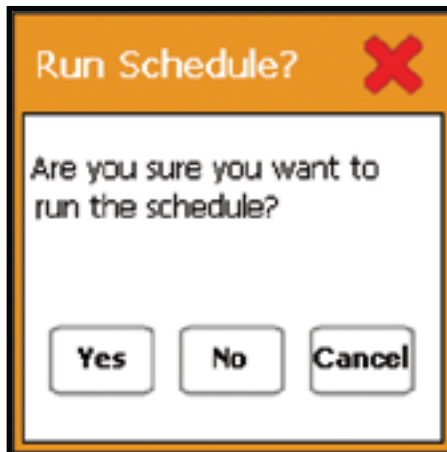 Run Schedule?
Are you sure you want to
run the schedule?
Yes No Cancel